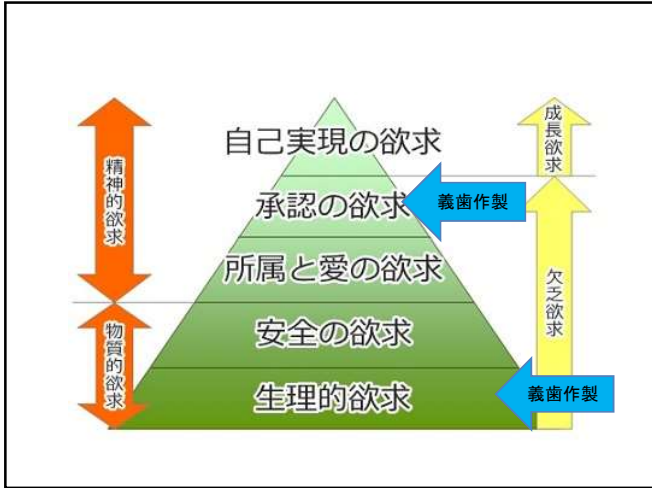 自己実現の欲求
承認の欲求
所属と愛の欲求
安全の欲求
生理的欲求
精神的欲求
物質的欲求
成長欲求
欠乏欲求
義歯作製
義歯作製